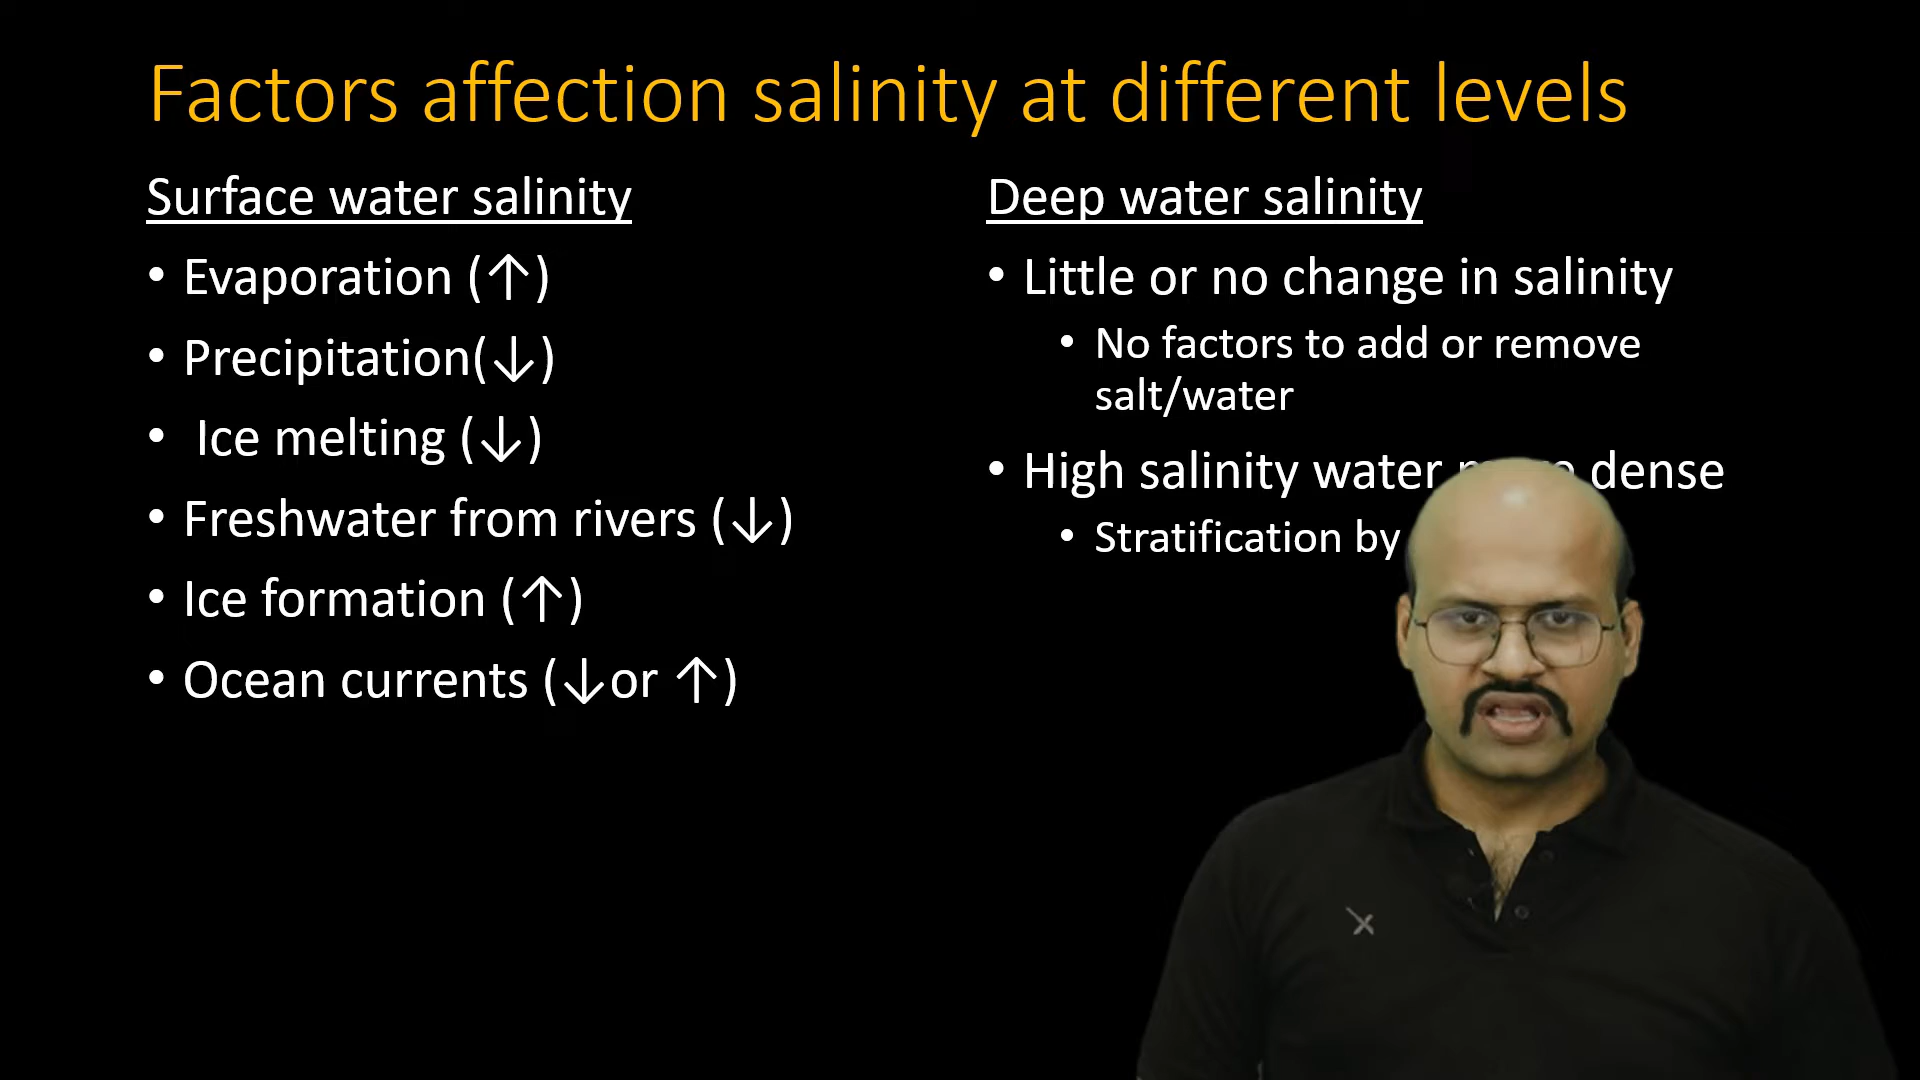 Factors affection salinity at different levels
Surface water salinity
• Evaporation (↑)
• Precipitation(↓)
• Ice melting (↓)
• Freshwater from rivers (↓)
• Ice formation (↑)
• Ocean currents (↓or ↑)
Deep water salinity
• Little or no change in salinity
• No factors to add or remove
salt/water
• High salinity water dense
• Stratification by